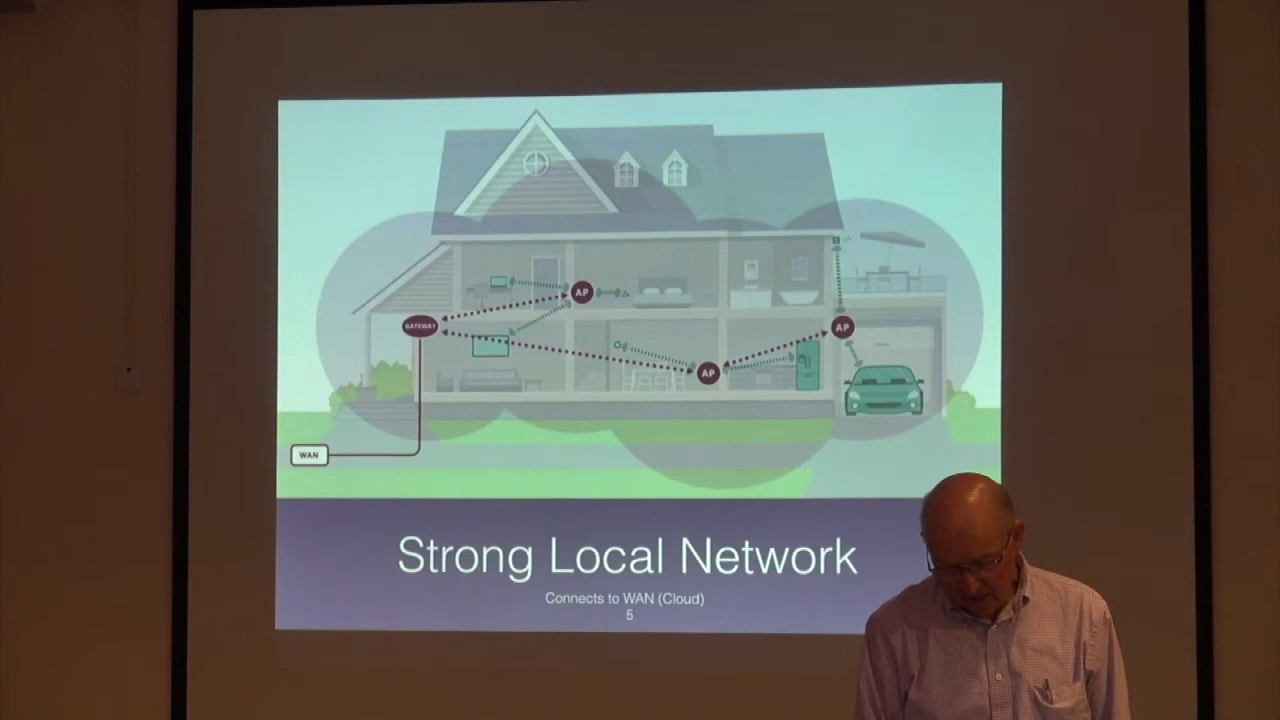 AP
GATEWAY
AP
AP
WAN
Strong Local Network
Connects to WAN (Cloud)
5